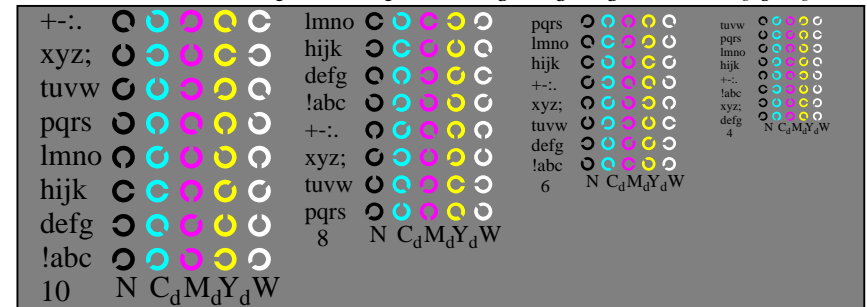 +-:.
xyz;
tuvw
pqrs
lmno
hijk
defg
!abc
10 N CdMdYdW
lmno
hijk
defg
!abc
+-:.
xyz;
tuvw
pqrs
8 N CdMdYdW
pqrs
lmno
hijk
+-:.
xyz;
tuvw
defg
!abc
6 N CdMdYdW
tuvw
pqrs
lmno
hijk
+-:.
!abc
xyz;
defg
4 N CdMdYdW